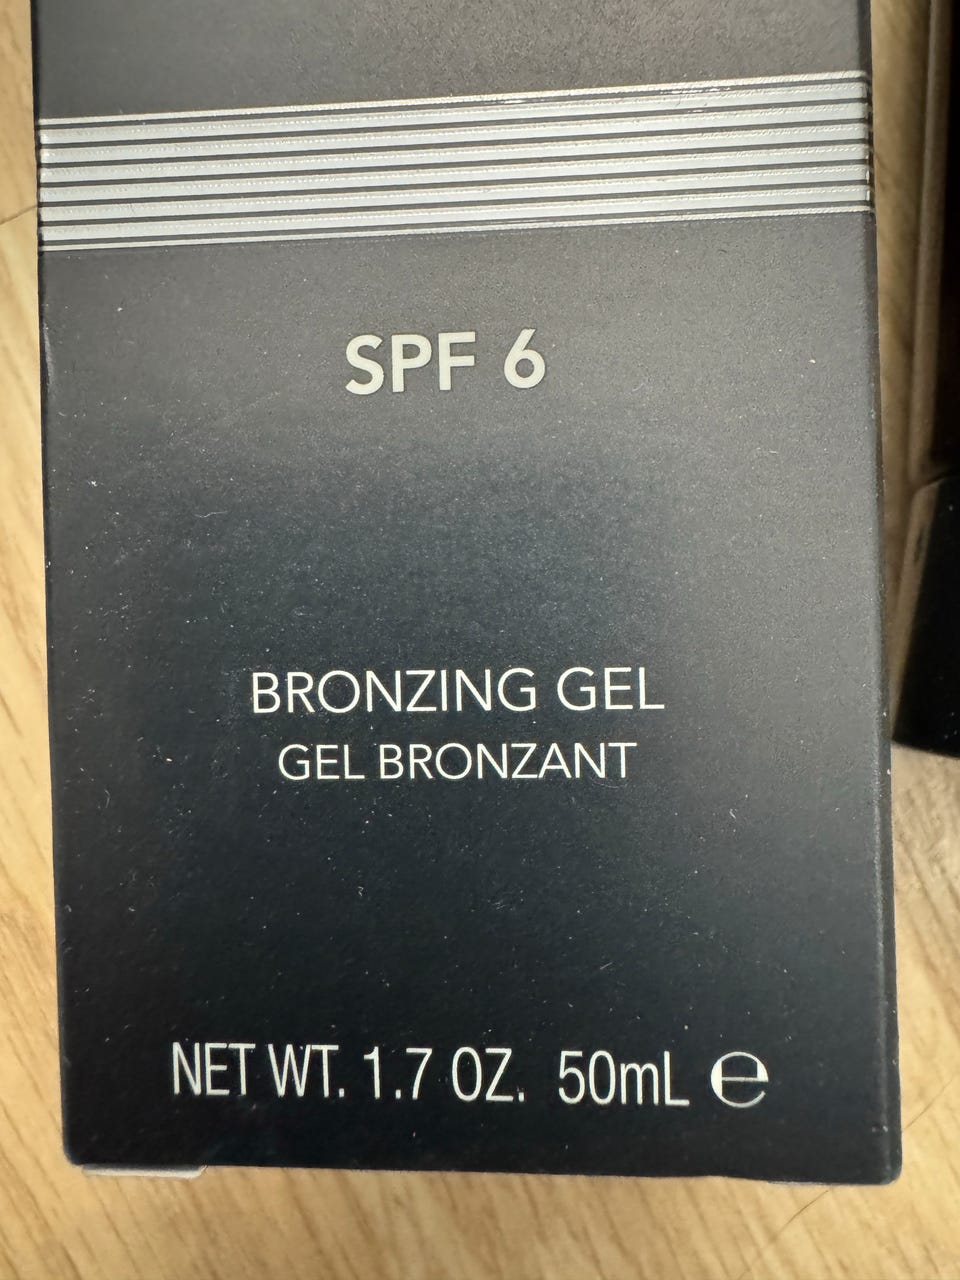 SPF 6
BRONZING GEL
GEL BRONZANT
NET WT. 1.7 OZ. 50mL ℮